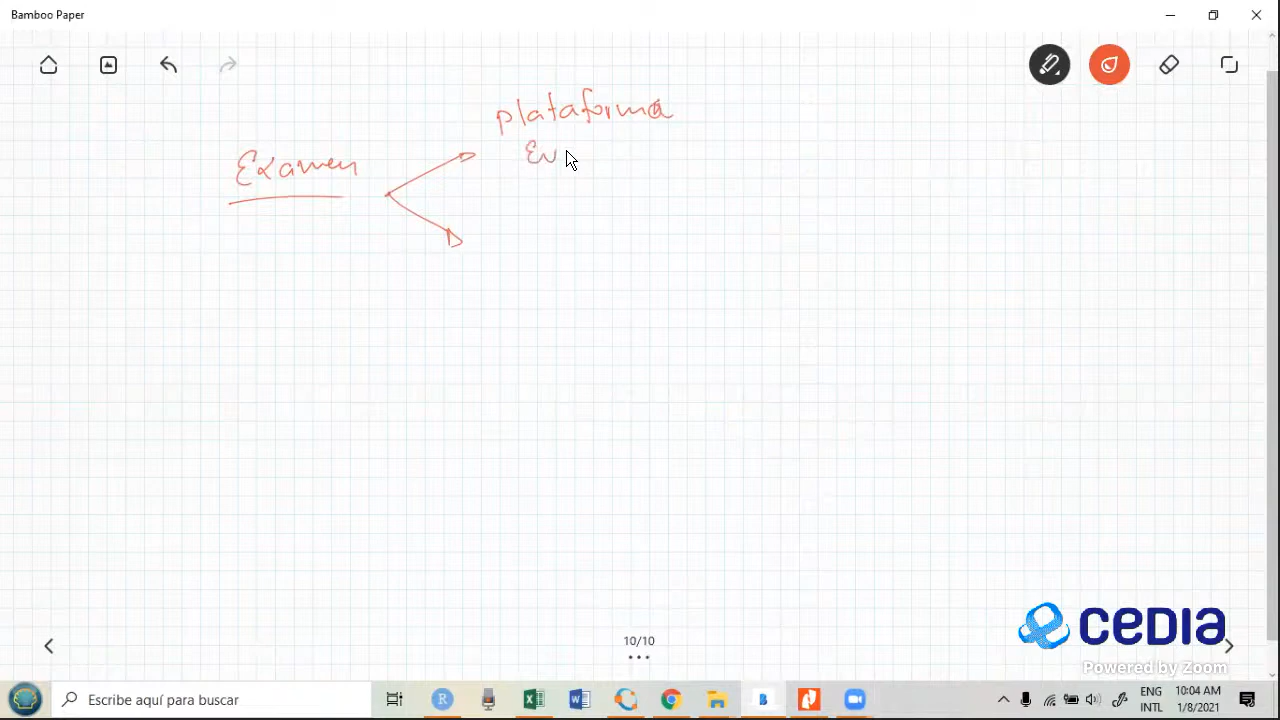 Bamboo Paper
plataforma
Ev
Examen
10/10
CEDIA
Powered by Zoom
Escribe aquí para buscar
ENG
INTL
10:04 AM
1/8/2021